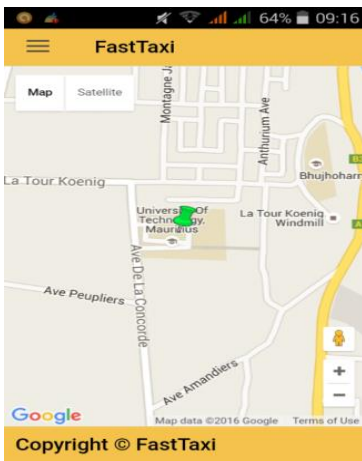 64% 09:16
FastTaxi
Map Satellite
Montagne Ja
Anthurium Ave
Bhujoharr
La Tour Koenig
University Of
Technology,
Mauritius
La Tour Koenig
Windmill
Ave De La Concorde
Ave Peupliers
Ave Amandiers
Google
Map data ©2016 Google Terms of Use
Copyright © FastTaxi